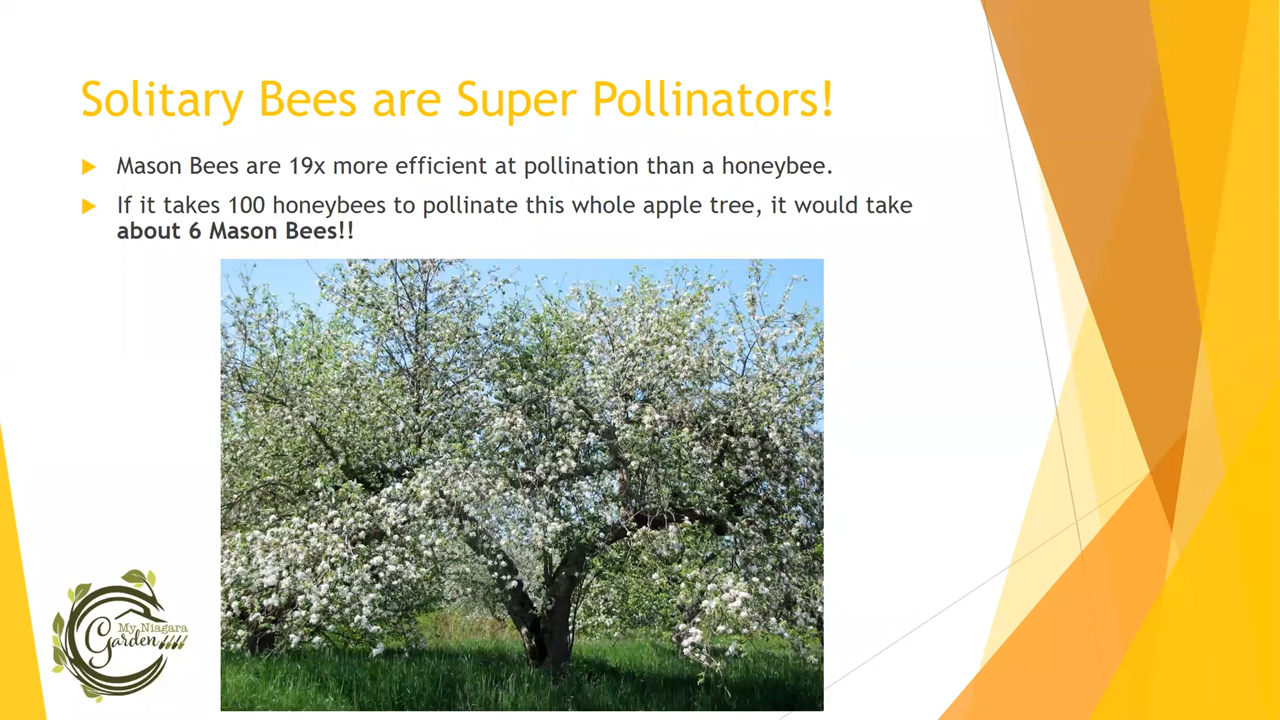 Solitary Bees are Super Pollinators!
Mason Bees are 19x more efficient at pollination than a honeybee.
If it takes 100 honeybees to pollinate this whole apple tree, it would take
about 6 Mason Bees!!
My Niagara
Garden